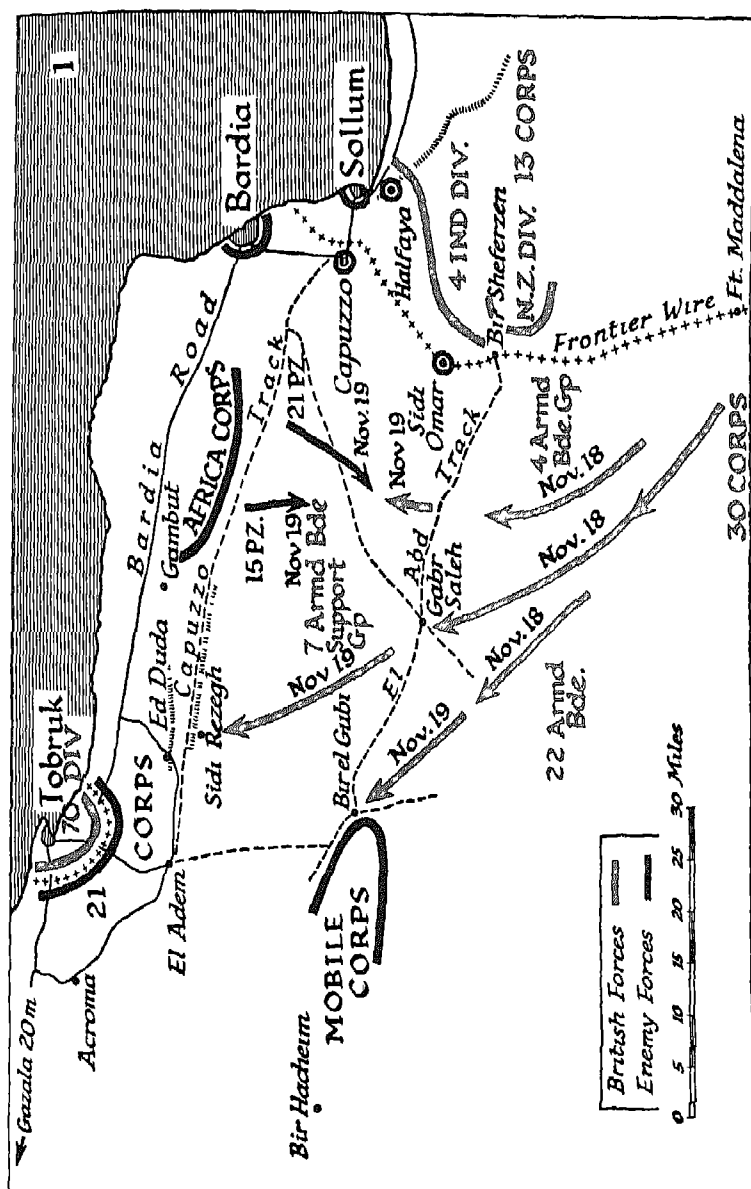 1
Gazala 20 m
Acroma
Tobruk
70 DIV
21
CORPS
El Adem
Ed Duda
Sidi Rezegh
Gambut
Bardia Road
Bardia
Sollum
Capuzzo Track
AFRICA CORPS
15 PZ.
Nov 19
21 PZ.
Nov. 19
Capuzzo
Halfaya
Sidi
Omar
Nov 19
4 IND DIV.
Bir Sheferzen
N.Z. DIV. 13 CORPS
Frontier Wire
Ft. Maddalena
7 Armd Bde
Support
Gp
Nov 19
Bir el Gubi
El Abd Track
Gabr
Saleh
4 Armd
Bde. Gp
Nov. 18
Nov. 18
30 CORPS
Nov. 18
Nov. 19
22 Armd
Bde.
MOBILE
CORPS
Bir Hacheim
British Forces
Enemy Forces
0 5 10 15 20 25 30 Miles